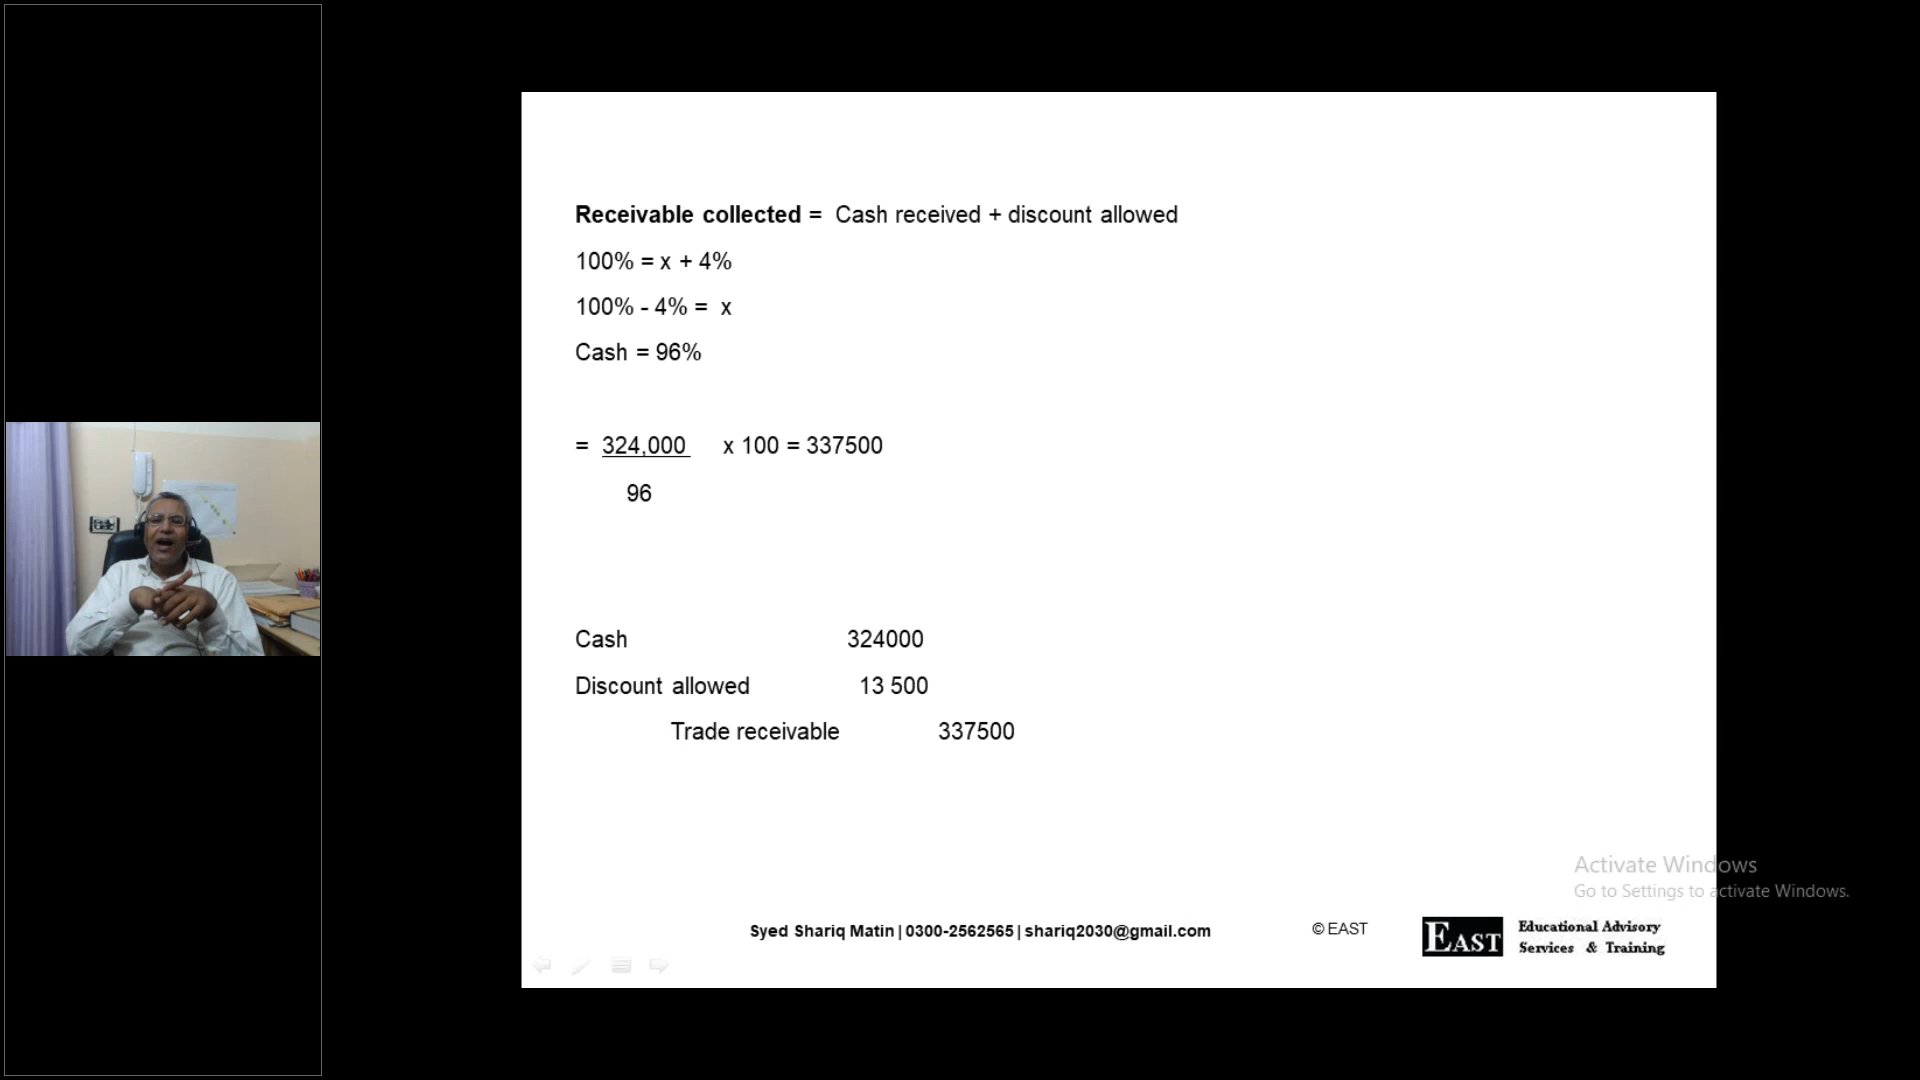 Receivable collected = Cash received + discount allowed
100% = x + 4%
100% - 4% = x
Cash = 96%
= 324,000 x 100 = 337500
96
Cash 324000
Discount allowed 13 500
Trade receivable 337500
Activate Windows
Go to Settings to activate Windows.
Syed Shariq Matin | 0300-2562565 | shariq2030@gmail.com
© EAST
EAST
Educational Advisory
Services & Training